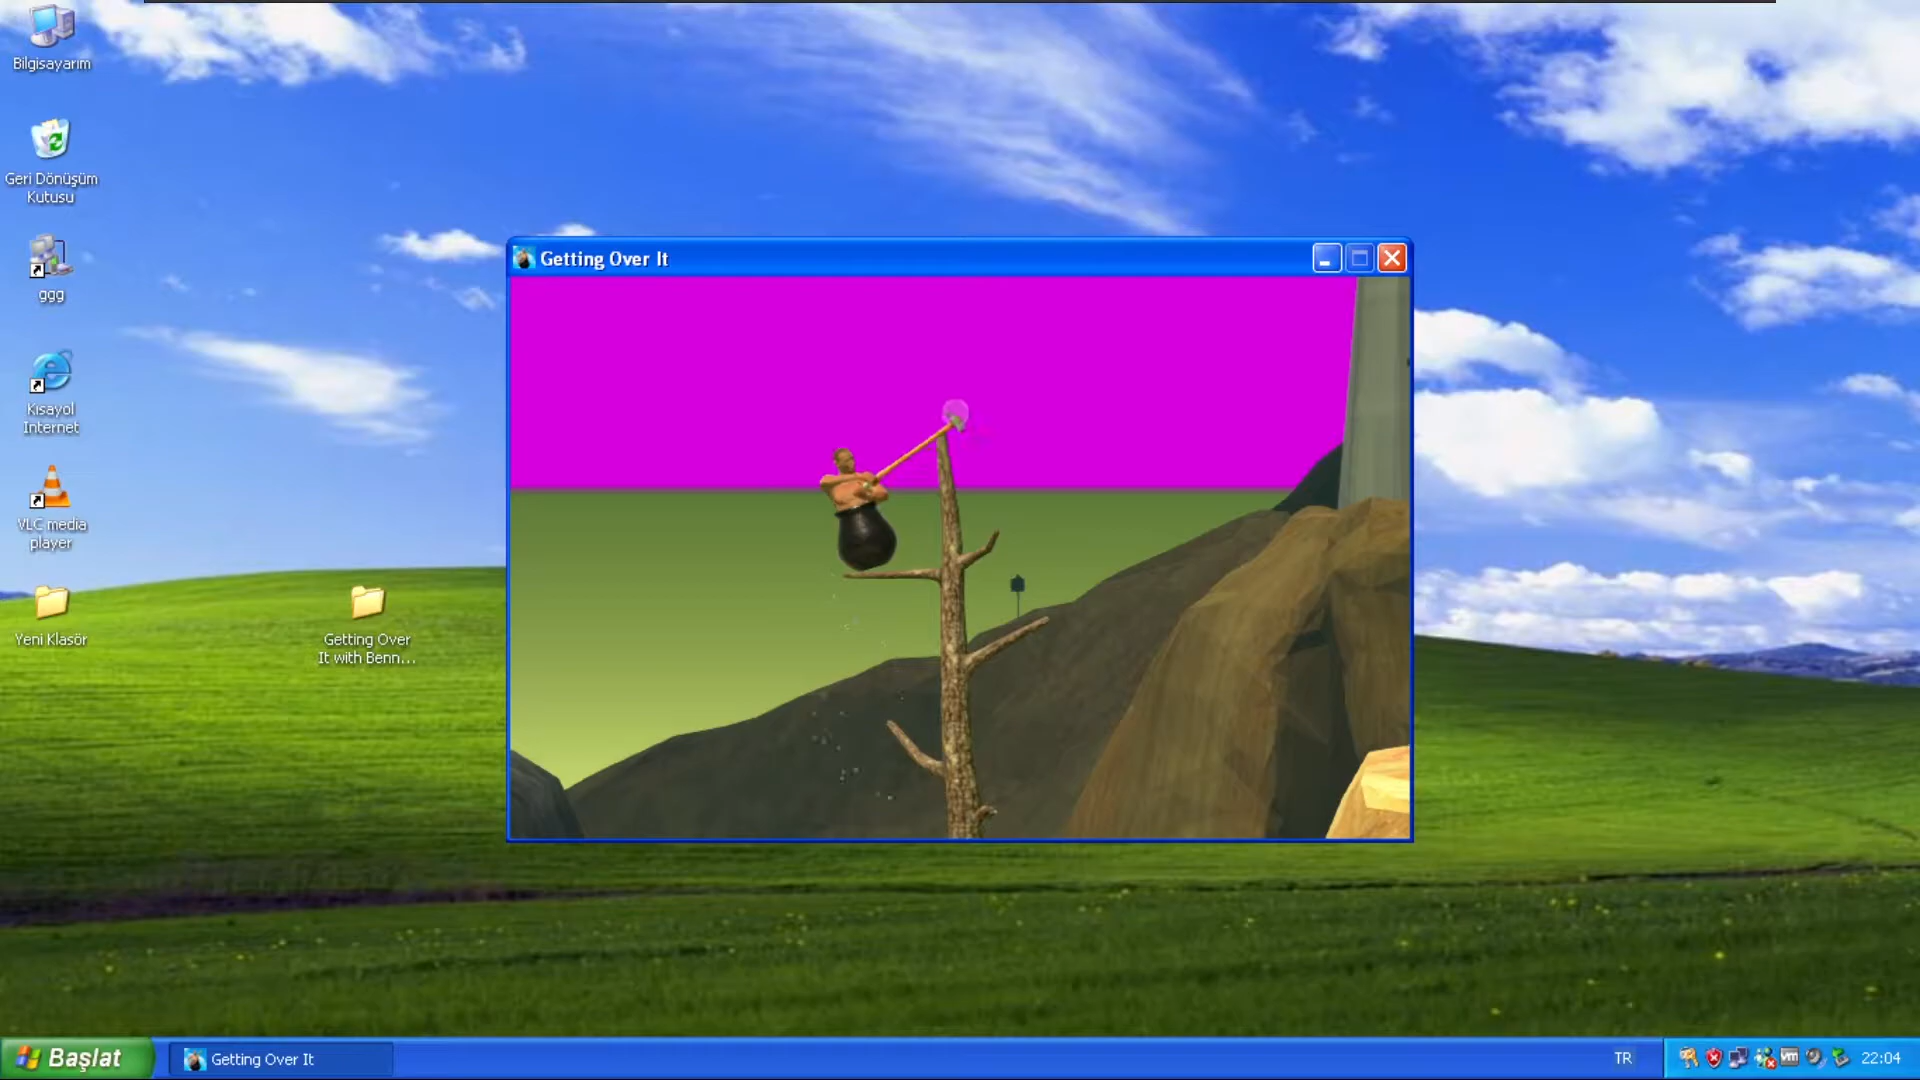 Bilgisayarım
Geri Dönüşüm
Kutusu
ggg
Kısayol
Internet
VLC media
player
Yeni Klasör
Getting Over
It with Benn...
Getting Over It
Başlat
Getting Over It
TR
vm
22:04